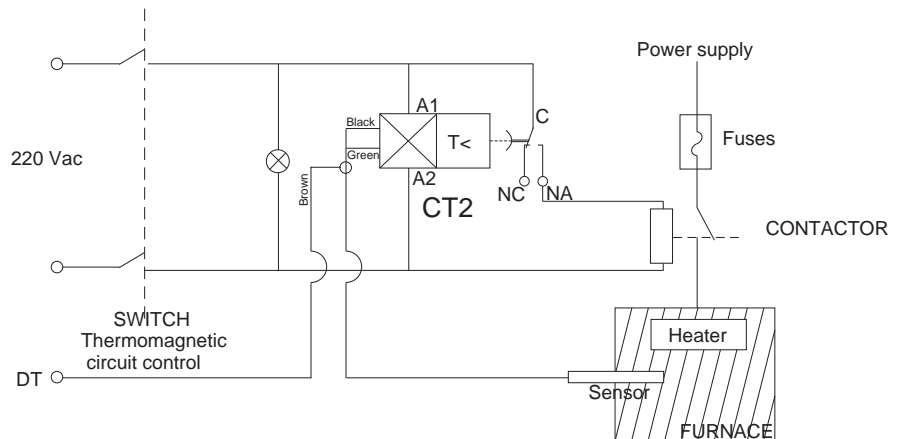 Power supply
A1
C
Black
Fuses
T<
Green
220 Vac
A2
Brown
NC
NA
CT2
CONTACTOR
SWITCH
Thermomagnetic
circuit control
Heater
DT
Sensor
FURNACE